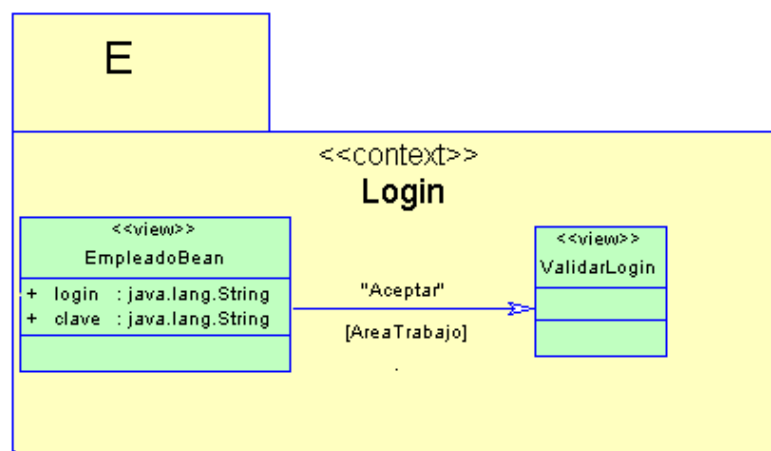 E
<<context>>
Login
<<view>>
EmpleadoBean
+ login : java.lang.String
+ clave : java.lang.String
"Aceptar"
[AreaTrabajo]
<<view>>
ValidarLogin